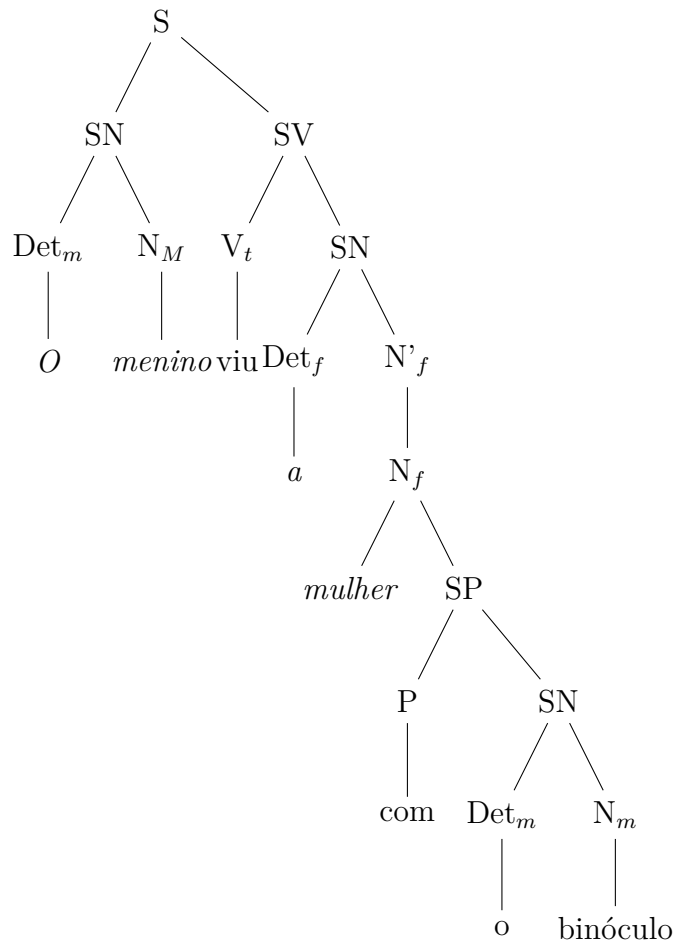 S
SN SV
Det_m N_M V_t SN
O menino viu Det_f N’_f
a N_f
mulher SP
P SN
com Det_m N_m
o binóculo